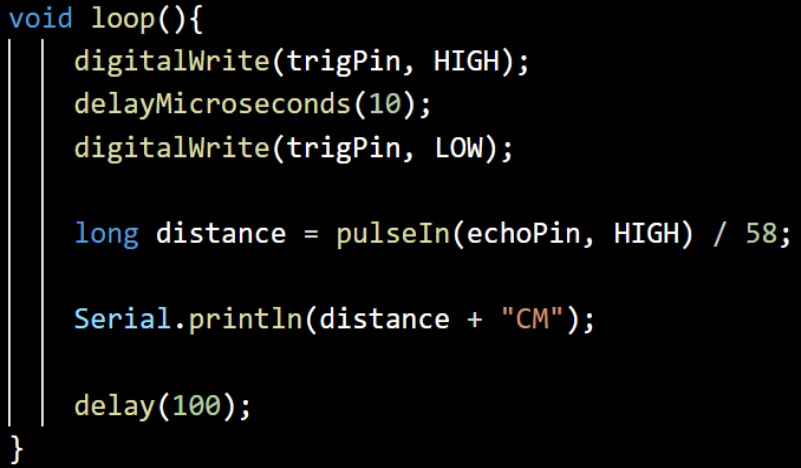 void loop(){
digitalWrite(trigPin, HIGH);
delayMicroseconds(10);
digitalWrite(trigPin, LOW);
long distance = pulseIn(echoPin, HIGH) / 58;
Serial.println(distance + "CM");
delay(100);
}